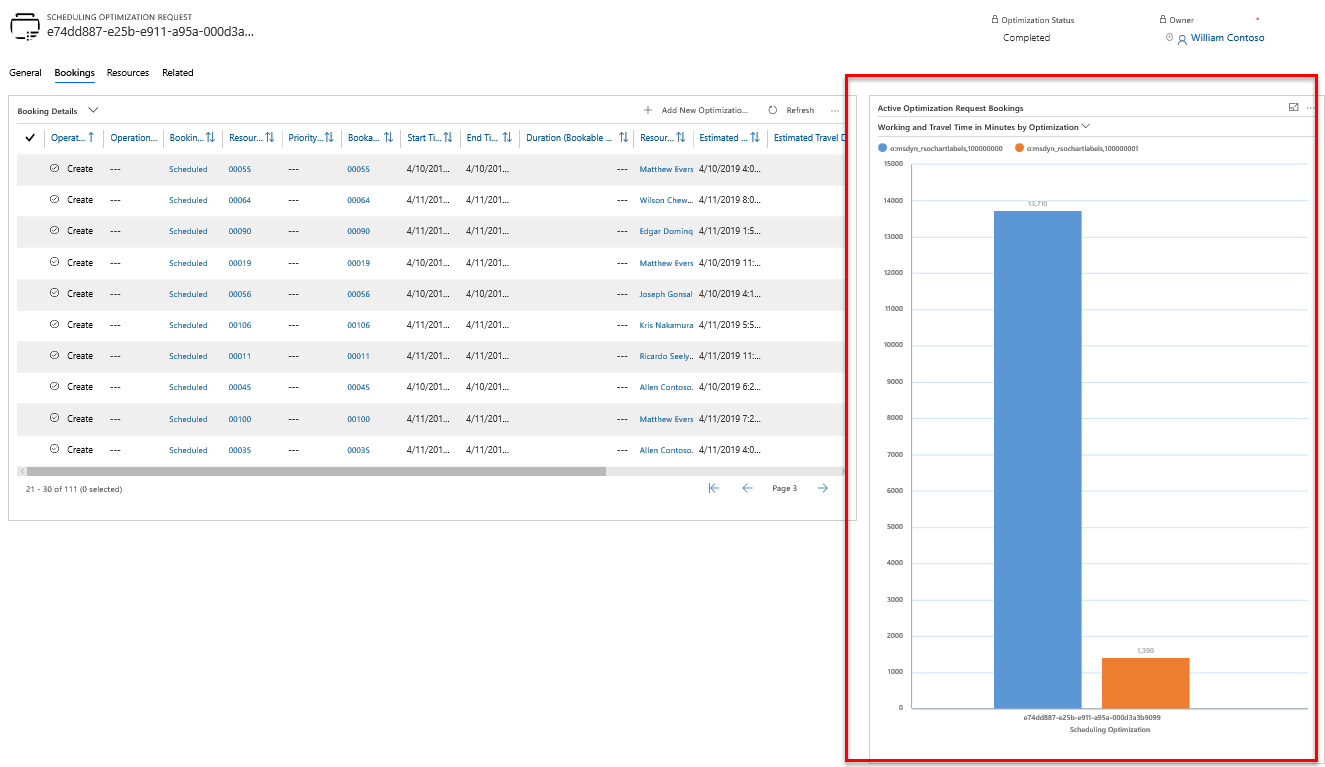 SCHEDULING OPTIMIZATION REQUEST
e74dd887-e25b-e911-a95a-000d3a...
Optimization Status
Completed
Owner *
William Contoso
General Bookings Resources Related
Booking Details
Add New Optimizatio... Refresh ...
Operat... Operation... Bookin... Resour... Priority... Booka... Start Ti... End Ti... Duration (Bookable ... Resour... Estimated ... Estimated Travel D
Create --- Scheduled 00055 --- 00055 4/10/201... 4/10/201... --- Matthew Evers 4/10/2019 4:0...
Create --- Scheduled 00064 --- 00064 4/11/201... 4/11/201... --- Wilson Chew... 4/11/2019 8:0...
Create --- Scheduled 00090 --- 00090 4/11/201... 4/11/201... --- Edgar Doming 4/11/2019 1:5...
Create --- Scheduled 00019 --- 00019 4/10/201... 4/11/201... --- Matthew Evers 4/10/2019 11:...
Create --- Scheduled 00056 --- 00056 4/10/201... 4/10/201... --- Joseph Gonsal 4/10/2019 4:1...
Create --- Scheduled 00106 --- 00106 4/11/201... 4/11/201... --- Kris Nakamura 4/11/2019 5:5...
Create --- Scheduled 00011 --- 00011 4/11/201... 4/11/201... --- Ricardo Seely... 4/11/2019 11:...
Create --- Scheduled 00045 --- 00045 4/11/201... 4/10/201... --- Allen Contoso. 4/10/2019 6:2...
Create --- Scheduled 00100 --- 00100 4/11/201... 4/11/201... --- Matthew Evers 4/11/2019 7:2...
Create --- Scheduled 00035 --- 00035 4/11/201... 4/11/201... --- Allen Contoso. 4/11/2019 4:0...
21 - 30 of 111 (0 selected)
Page 3
Active Optimization Request Bookings ...
Working and Travel Time in Minutes by Optimization
o:msdyn_rsochartlabels,100000000 o:msdyn_rsochartlabels,100000001
15000
14000
13000
12000
11000
10000
9000
8000
7000
6000
5000
4000
3000
2000
1000
0
13,710
1,390
e74dd887-e25b-e911-a95a-000d3a3b9099
Scheduling Optimization